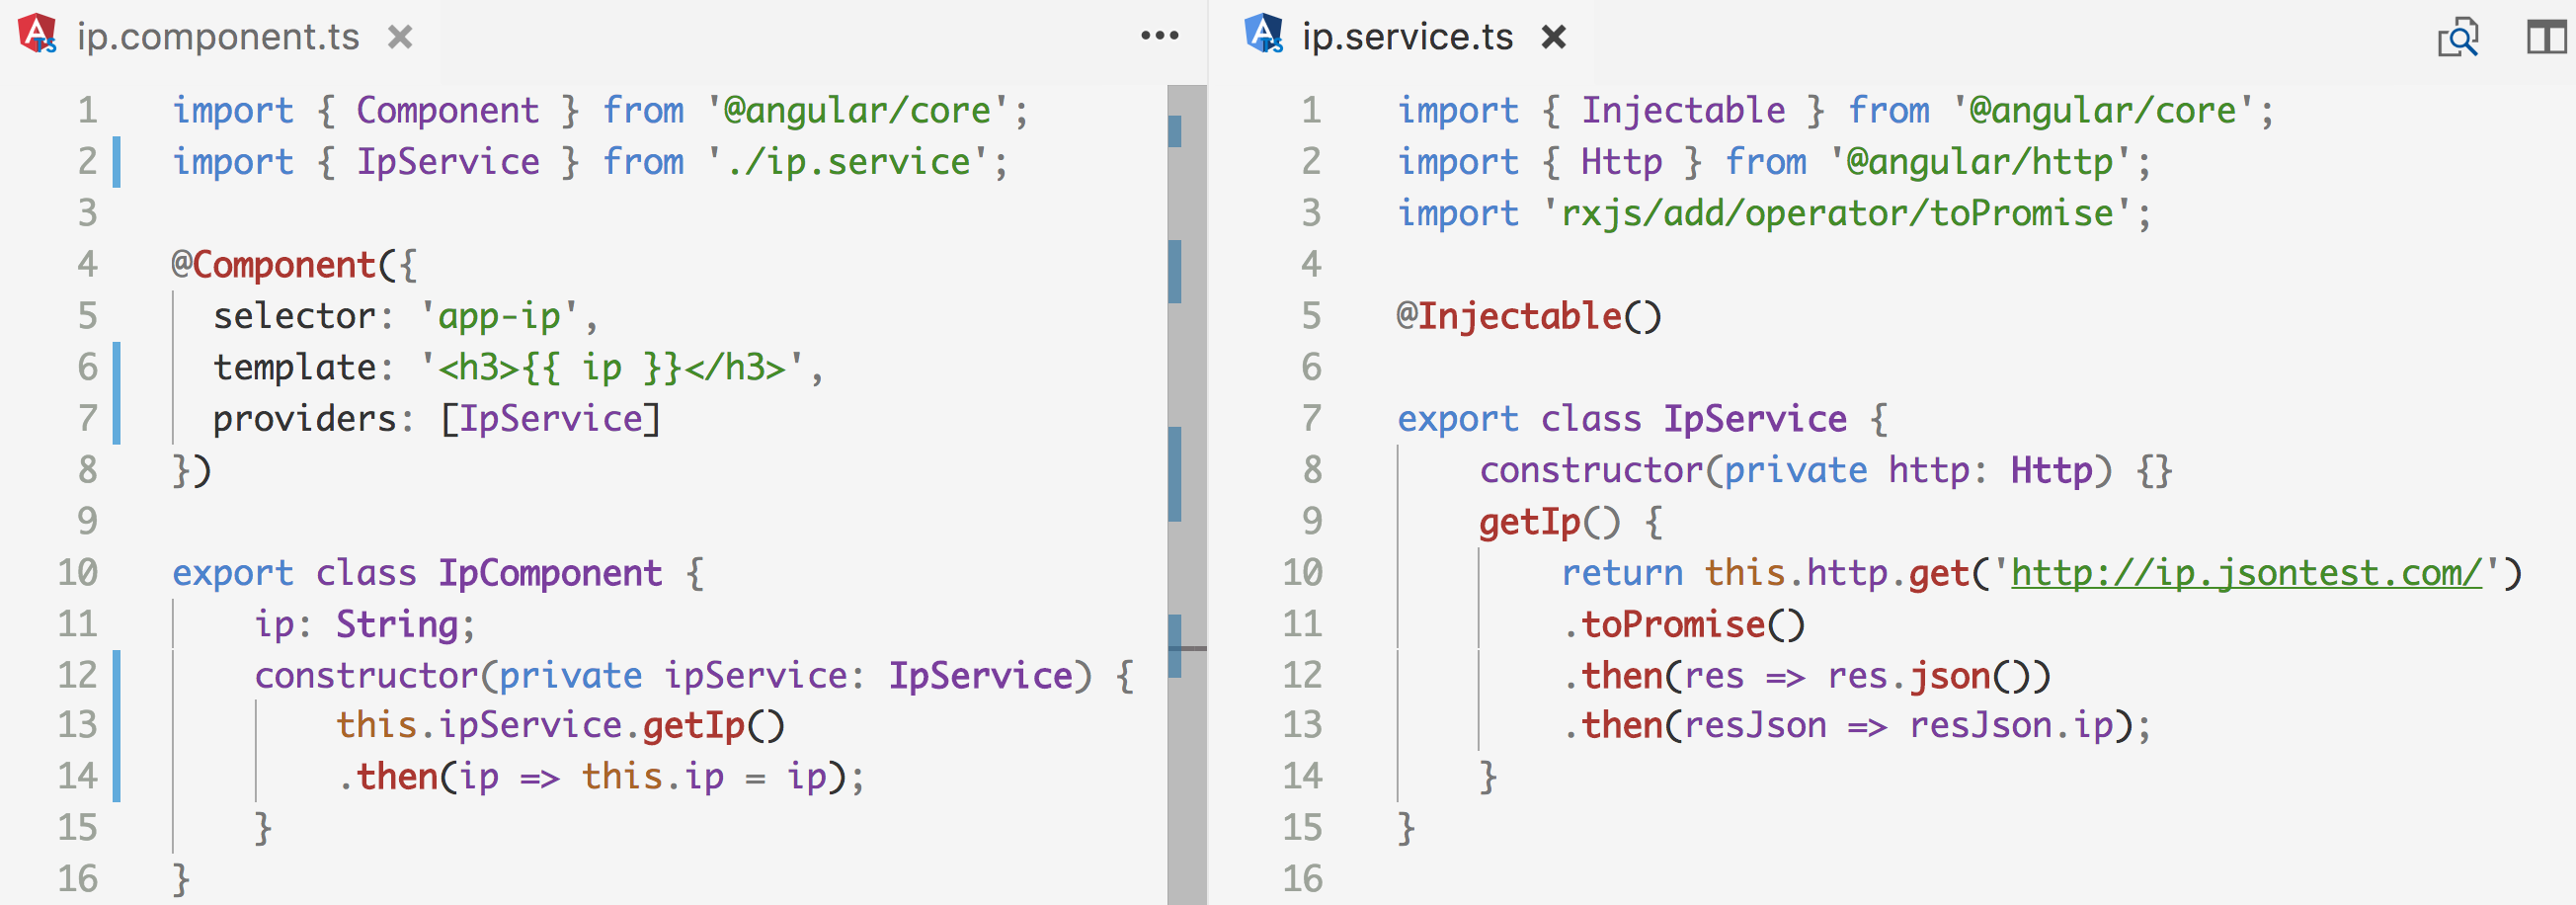 ip.component.ts
1 import { Component } from '@angular/core';
2 import { IpService } from './ip.service';
3
4 @Component({
5   selector: 'app-ip',
6   template: '<h3>{{ ip }}</h3>',
7   providers: [IpService]
8 })
9
10 export class IpComponent {
11     ip: String;
12     constructor(private ipService: IpService) {
13         this.ipService.getIp()
14         .then(ip => this.ip = ip);
15     }
16 }
ip.service.ts
1 import { Injectable } from '@angular/core';
2 import { Http } from '@angular/http';
3 import 'rxjs/add/operator/toPromise';
4
5 @Injectable()
6
7 export class IpService {
8     constructor(private http: Http) {}
9     getIp() {
10         return this.http.get('http://ip.jsontest.com/')
11         .toPromise()
12         .then(res => res.json())
13         .then(resJson => resJson.ip);
14     }
15 }
16